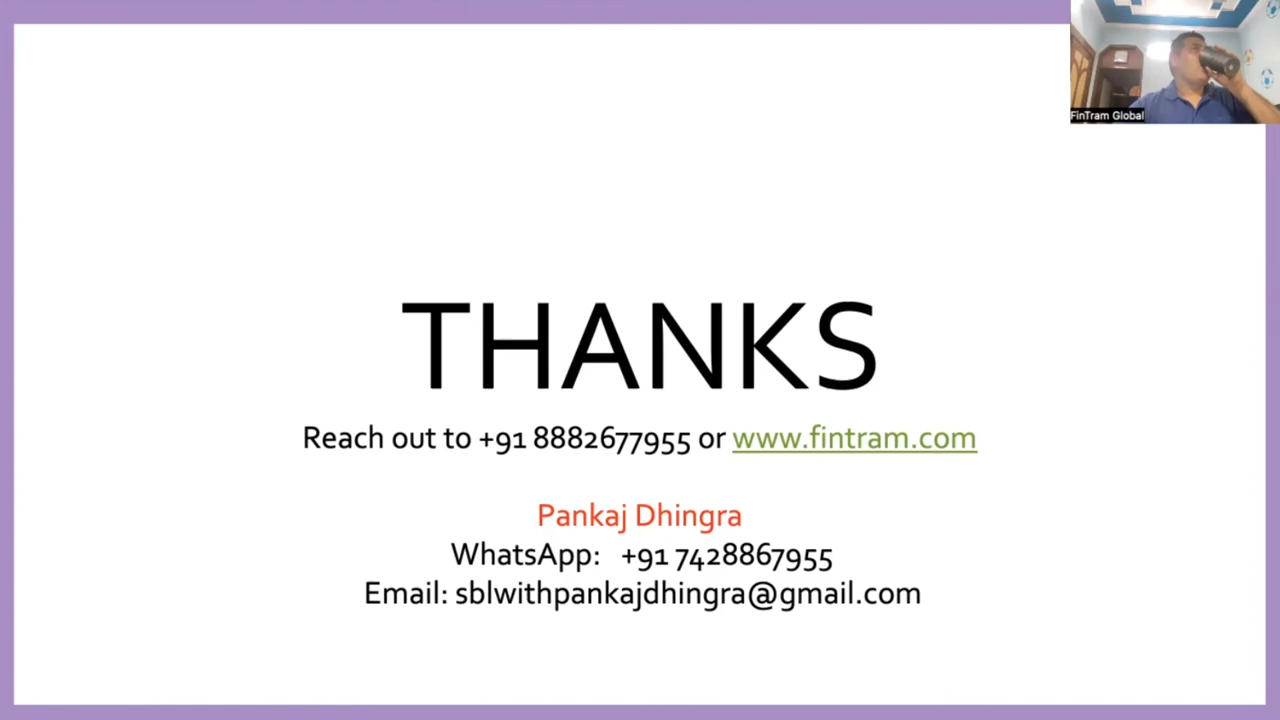 FinTram Global
THANKS
Reach out to +91 8882677955 or www.fintram.com
Pankaj Dhingra
WhatsApp: +91 7428867955
Email: sblwithpankajdhingra@gmail.com